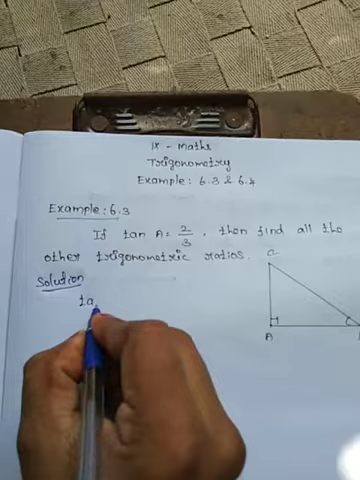 IX - Maths
Trigonometry
Example: 6.3 & 6.4
Example: 6.3
If tan A = 2/3, then find all the
other trigonometric ratios.
Solution
ta
C
A